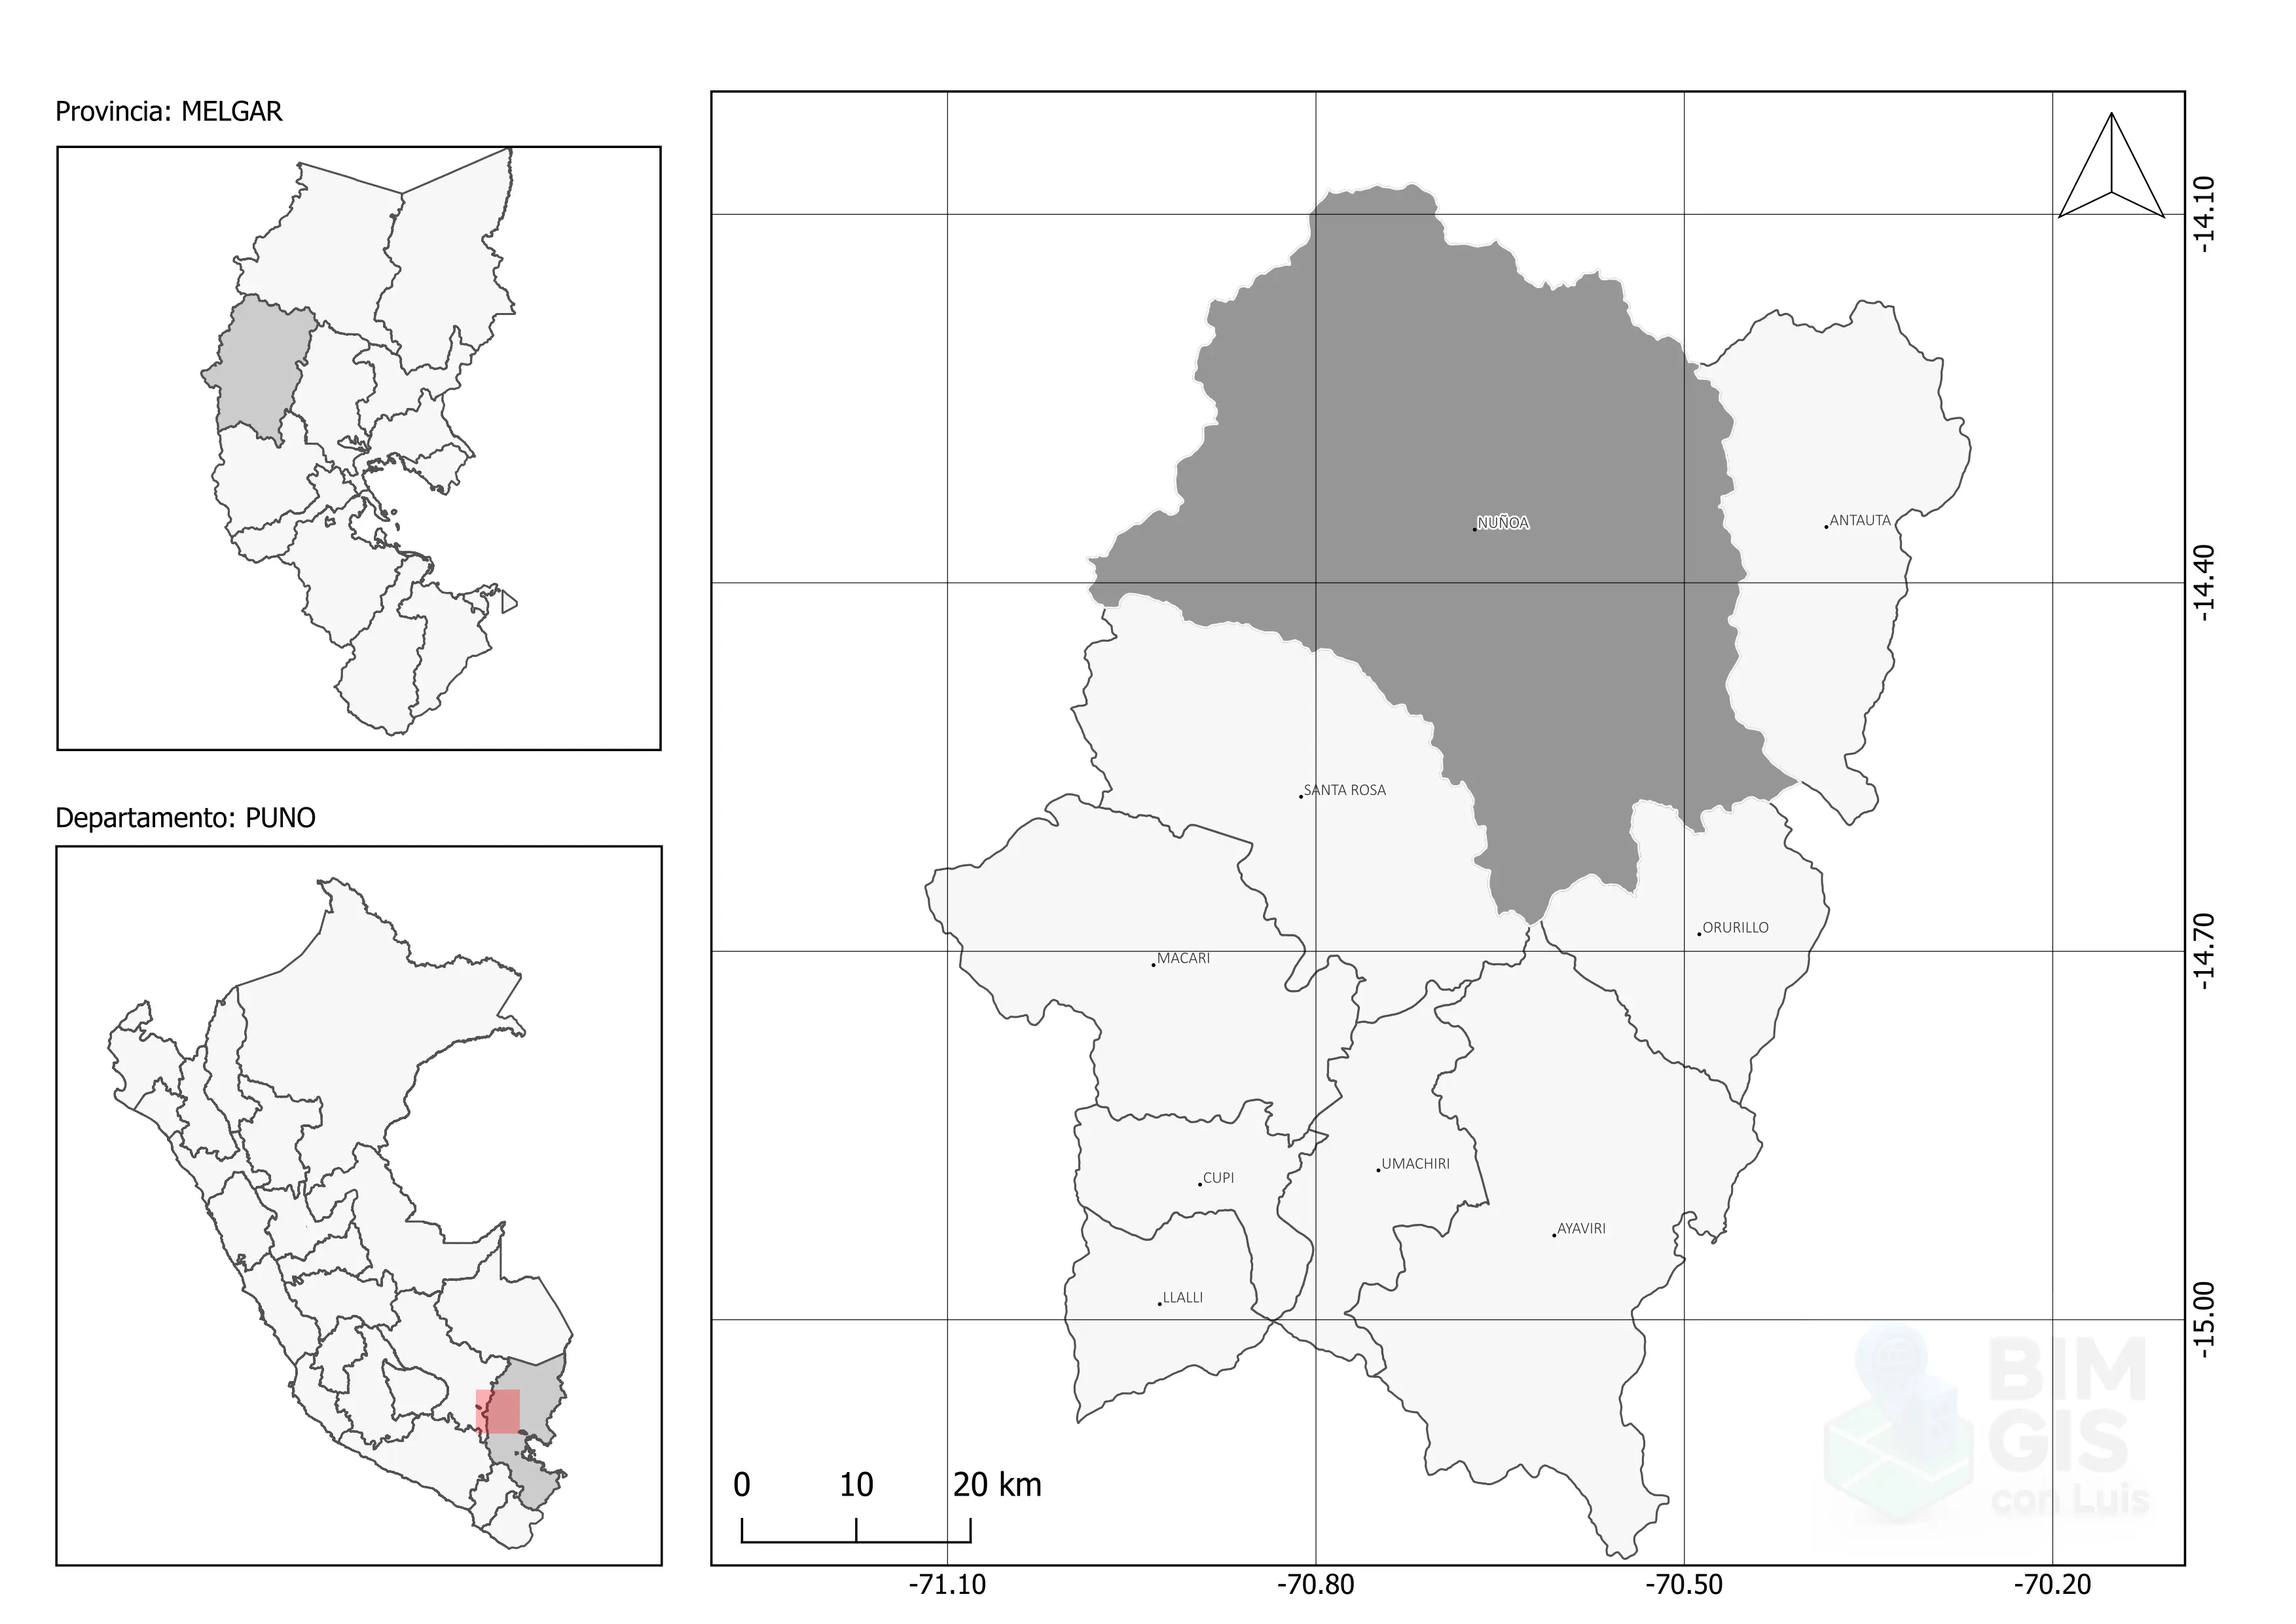 Provincia: MELGAR
Departamento: PUNO
NUÑOA
ANTAUTA
SANTA ROSA
ORURILLO
MACARI
UMACHIRI
CUPI
AYAVIRI
LLALLI
0 10 20 km
-14.10
-14.40
-14.70
-15.00
-71.10 -70.80 -70.50 -70.20
BIM
GIS
con Luis